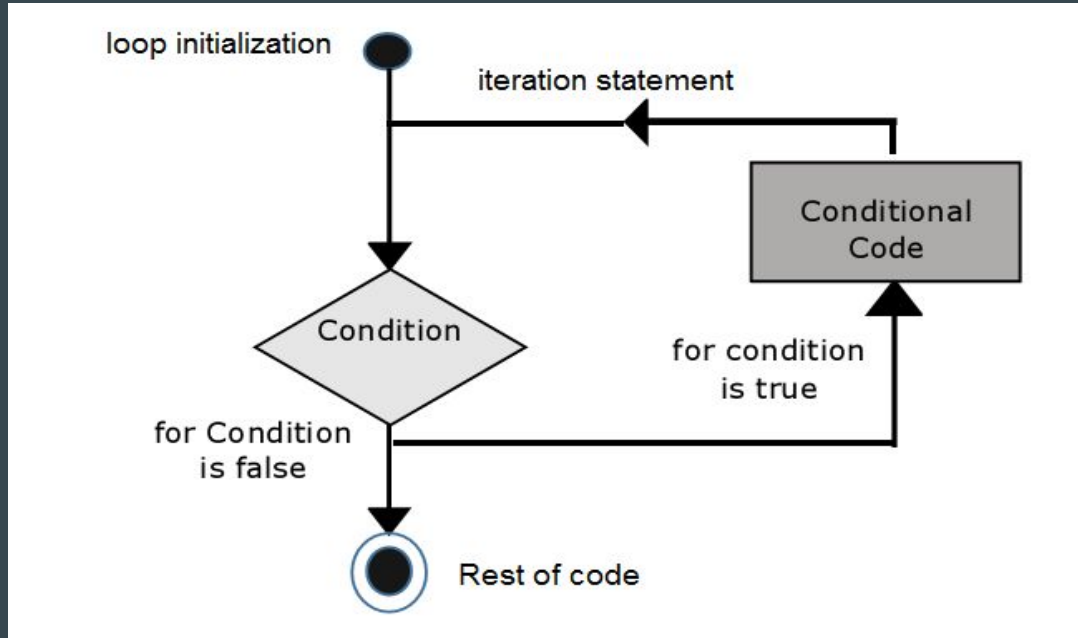 loop initialization
iteration statement
Conditional
Code
Condition
for condition
is true
for Condition
is false
Rest of code